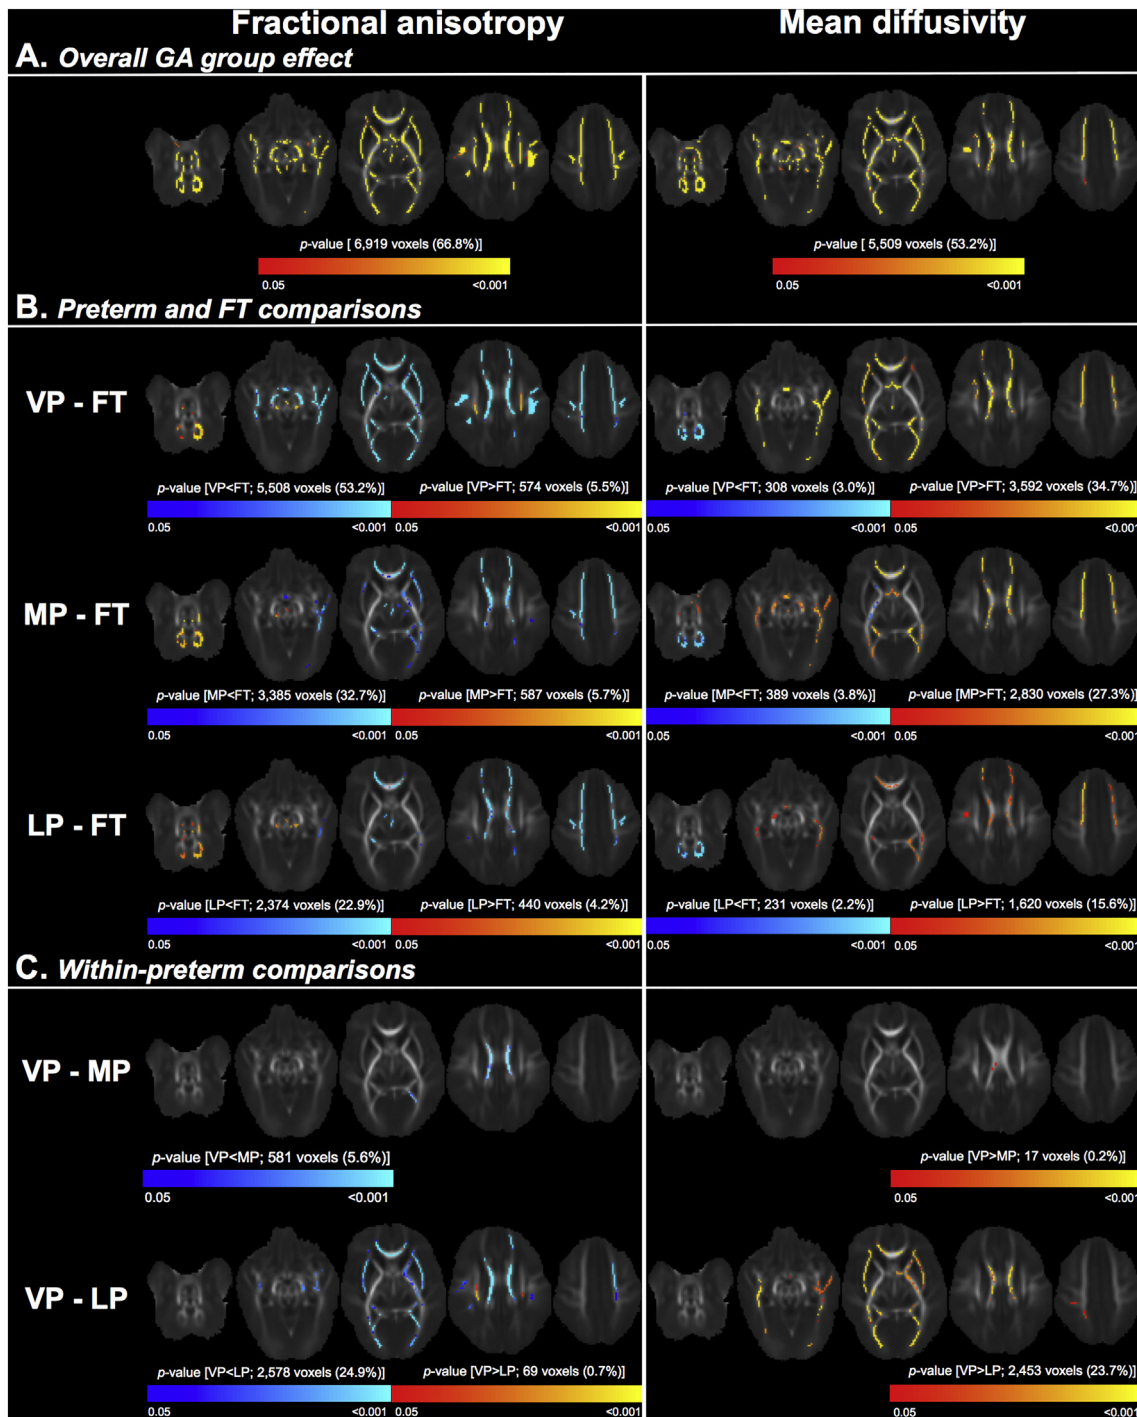 Fractional anisotropy Mean diffusivity
A. Overall GA group effect
p-value [ 6,919 voxels (66.8%)] p-value [ 5,509 voxels (53.2%)]
0.05 <.001 0.05 <.001
B. Preterm and FT comparisons
VP - FT
p-value [VP<FT; 5,508 voxels (53.2%)] p-value [VP>FT; 574 voxels (5.5%)] p-value [VP<FT; 308 voxels (3.0%)] p-value [VP>FT; 3,592 voxels (34.7%)]
0.05 <0.001 0.05 <0.001 0.05 <0.001 0.05 <0.001
MP - FT
p-value [MP<FT; 3,385 voxels (32.7%)] p-value [MP>FT; 587 voxels (5.7%)] p-value [MP<FT; 389 voxels (3.8%)] p-value [MP>FT; 2,830 voxels (27.3%)]
0.05 <0.001 0.05 <0.001 0.05 <0.001 0.05 <0.001
LP - FT
p-value [LP<FT; 2,374 voxels (22.9%)] p-value [LP>FT; 440 voxels (4.2%)] p-value [LP<FT; 231 voxels (2.2%)] p-value [LP>FT; 1,620 voxels (15.6%)]
0.05 <0.001 0.05 <0.001 0.05 <0.001 0.05 <0.001
C. Within-preterm comparisons
VP - MP
p-value [VP<MP; 581 voxels (5.6%)] p-value [VP>MP; 17 voxels (0.2%)]
0.05 <0.001 0.05 <0.001
VP - LP
p-value [VP<LP; 2,578 voxels (24.9%)] p-value [VP>LP; 69 voxels (0.7%)] p-value [VP>LP; 2,453 voxels (23.7%)]
0.05 <0.001 0.05 <0.001 0.05 <0.001